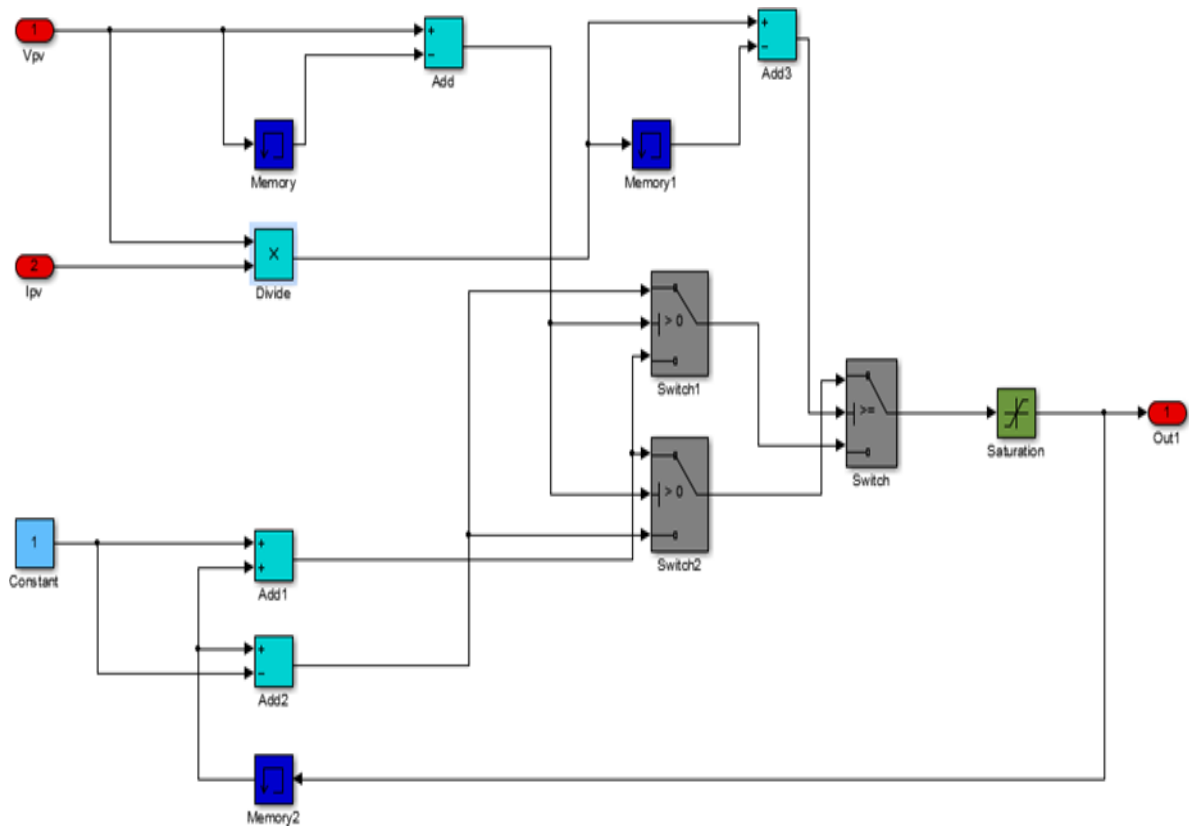 1
Vpv
+
−
Add
+
−
Add3
Memory
Memory1
×
Divide
2
Ipv
> 0
Switch1
> 0
Switch2
>=
Switch
Saturation
1
Out1
1
Constant
+
+
Add1
+
−
Add2
Memory2